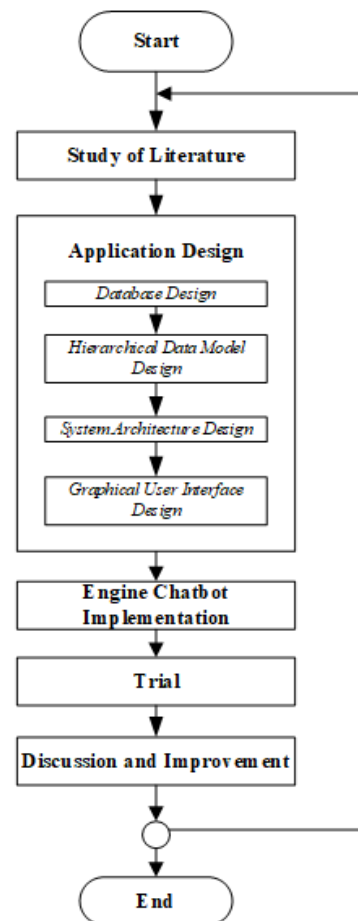 Start
Study of Literature
Application Design
Database Design
Hierarchical Data Model
Design
System Architecture Design
Graphical User Interface
Design
Engine Chatbot
Implementation
Trial
Discussion and Improvement
End